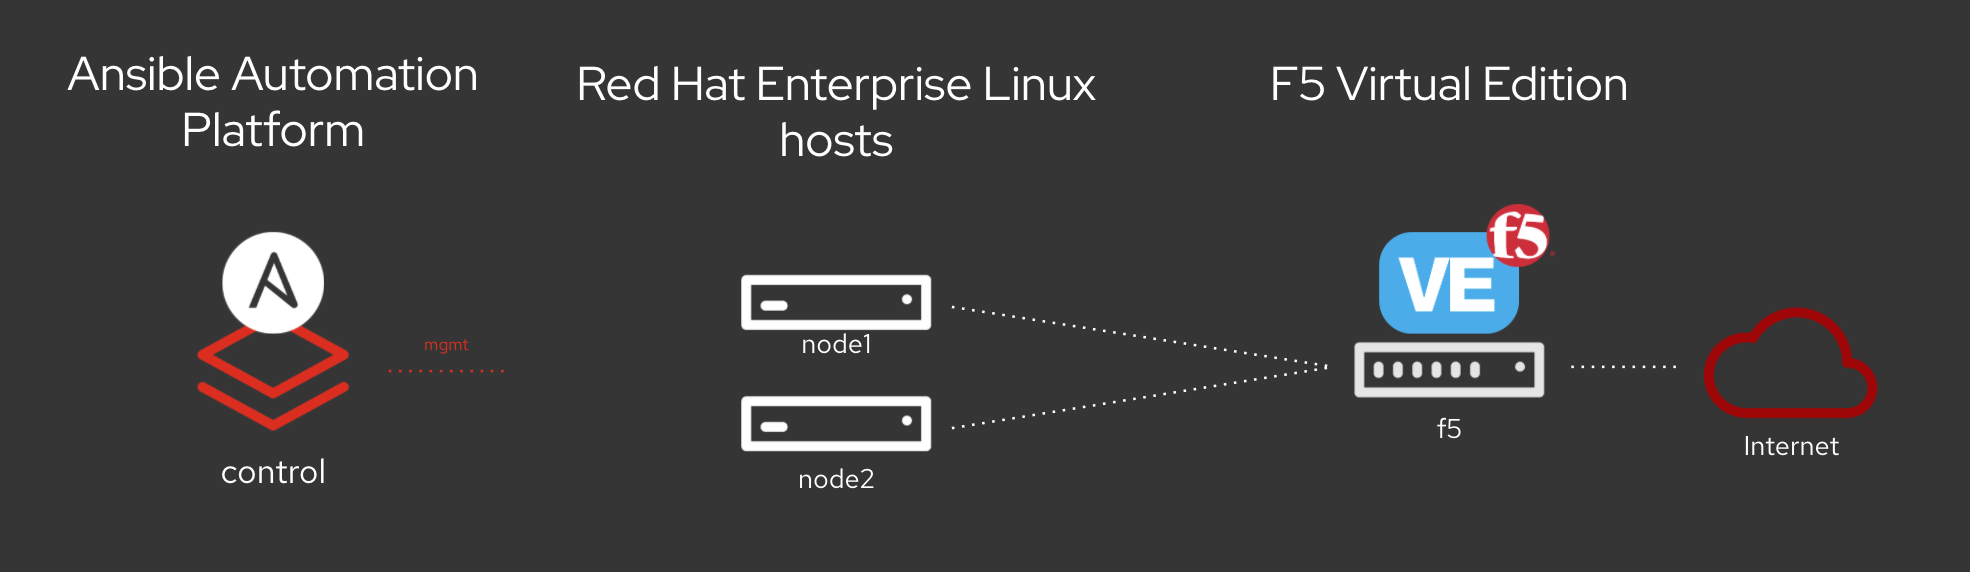 Ansible Automation
Platform
Red Hat Enterprise Linux
hosts
F5 Virtual Edition
f5
VE
mgmt
node1
node2
control
f5
Internet